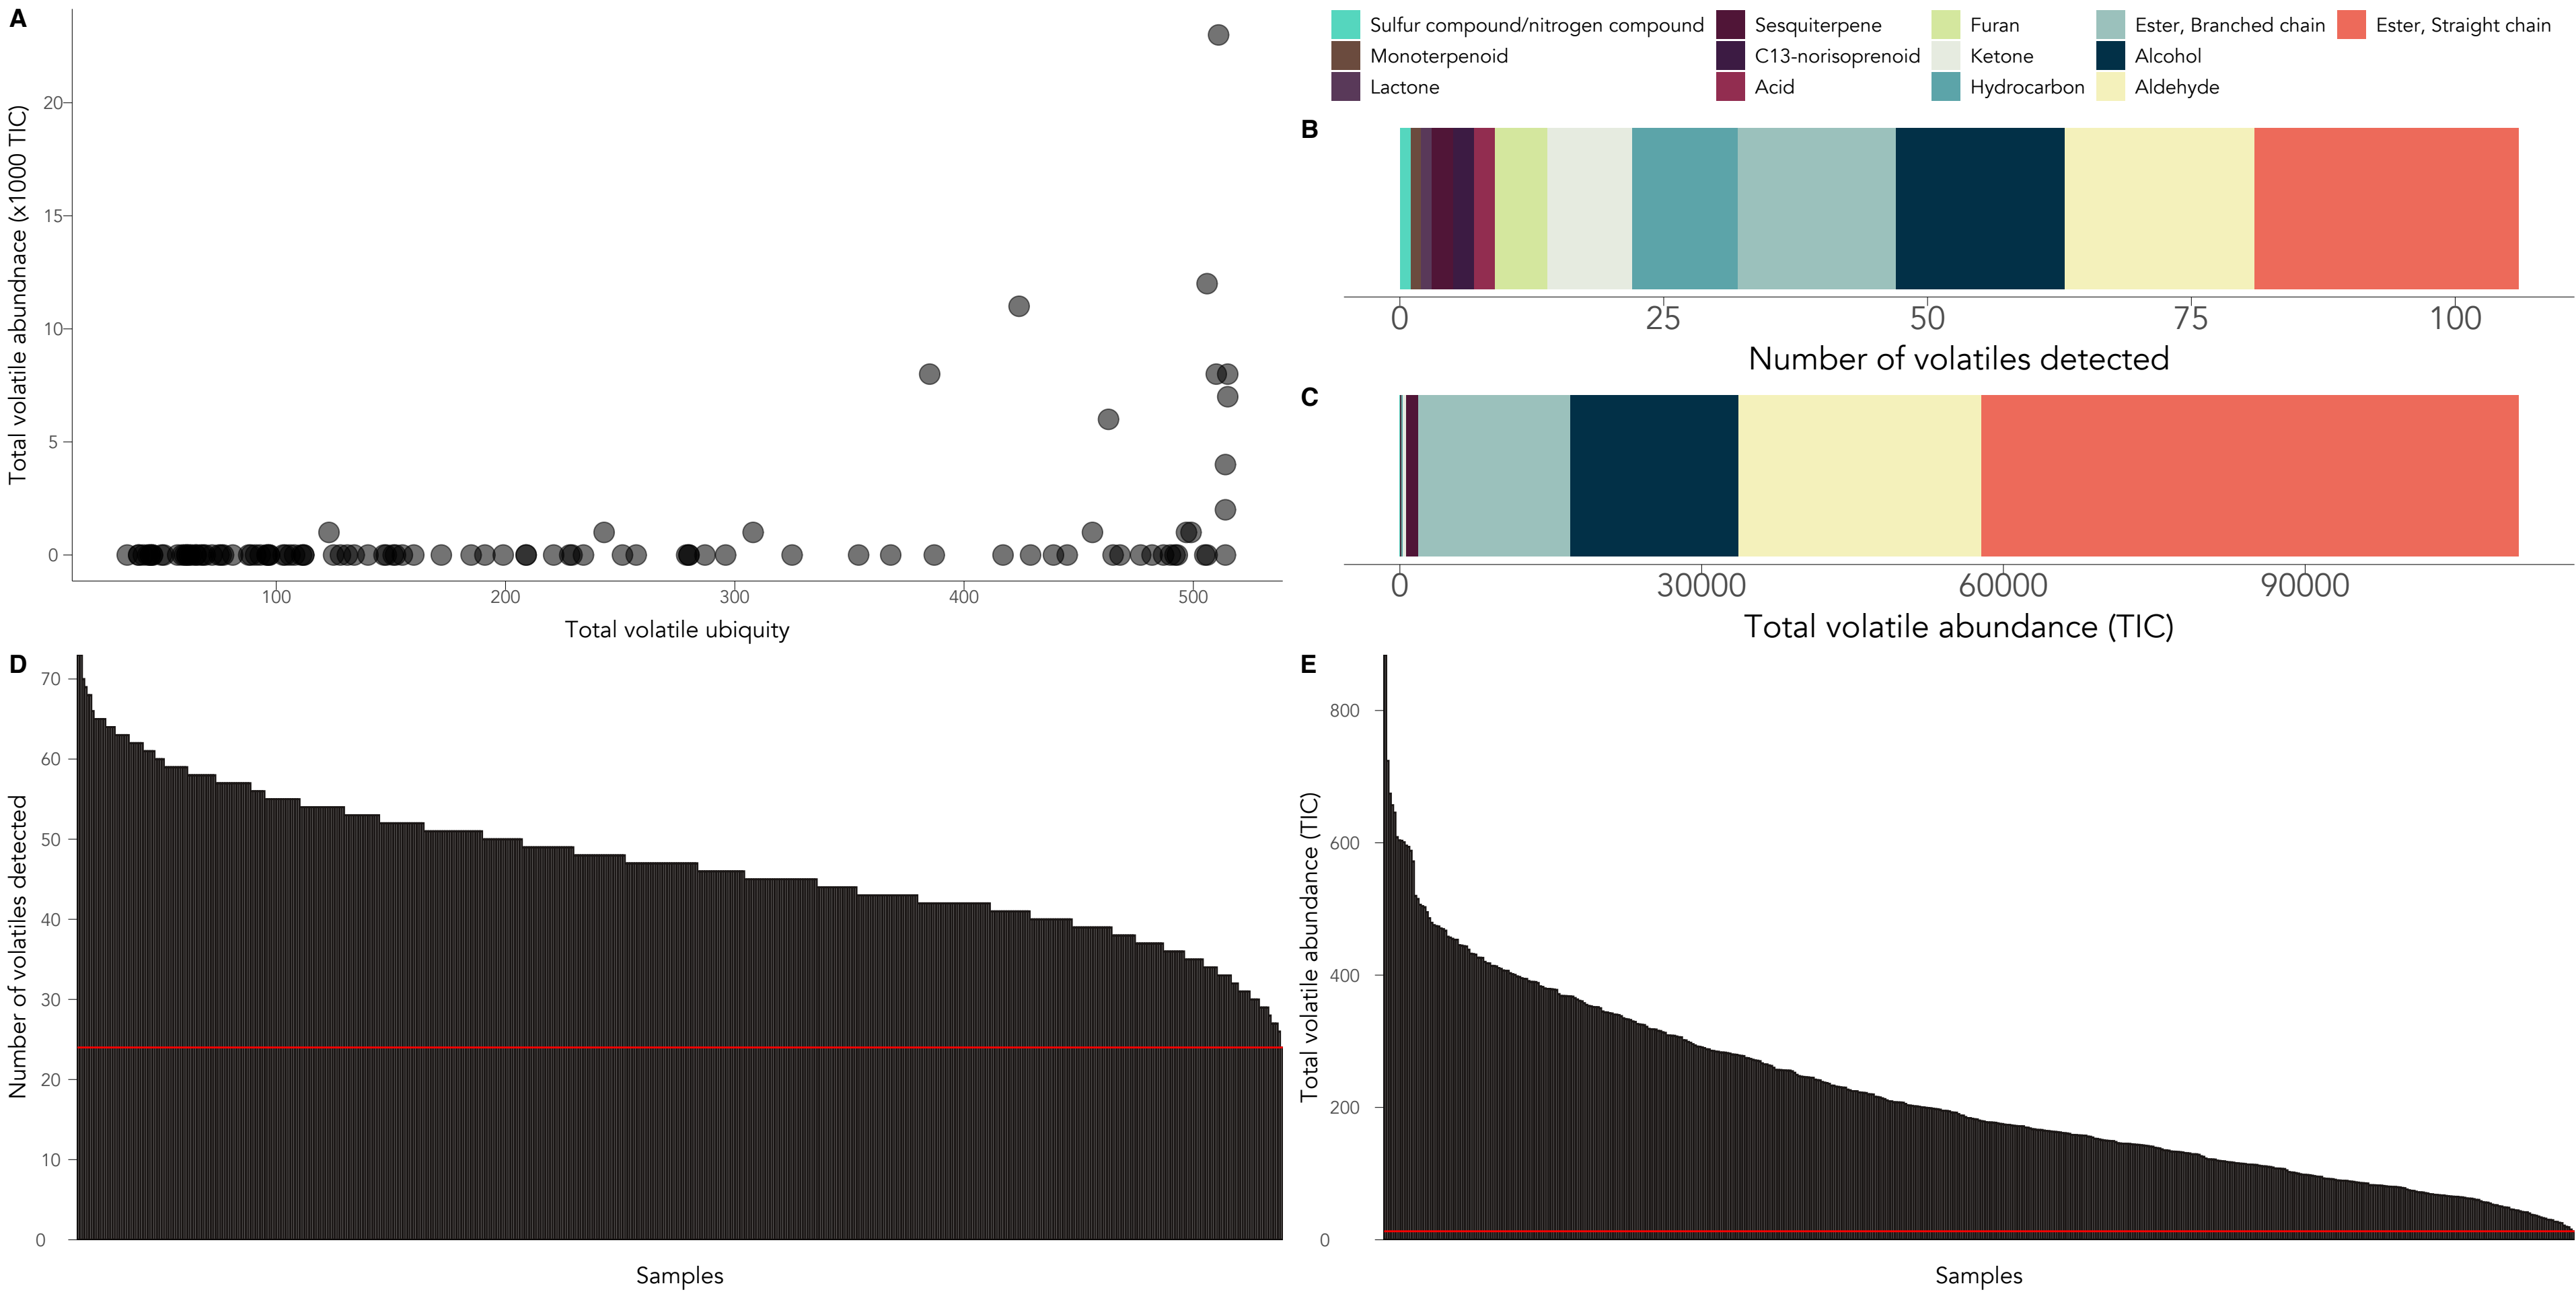 A
Total volatile abundnace (x1000 TIC)
20
15
10
5
0
100 200 300 400 500
Total volatile ubiquity
Sulfur compound/nitrogen compound Sesquiterpene Furan Ester, Branched chain Ester, Straight chain
Monoterpenoid C13-norisoprenoid Ketone Alcohol
Lactone Acid Hydrocarbon Aldehyde
B
0 25 50 75 100
Number of volatiles detected
C
0 30000 60000 90000
Total volatile abundance (TIC)
D
Number of volatiles detected
70
60
50
40
30
20
10
0
Samples
E
Total volatile abundance (TIC)
800
600
400
200
0
Samples